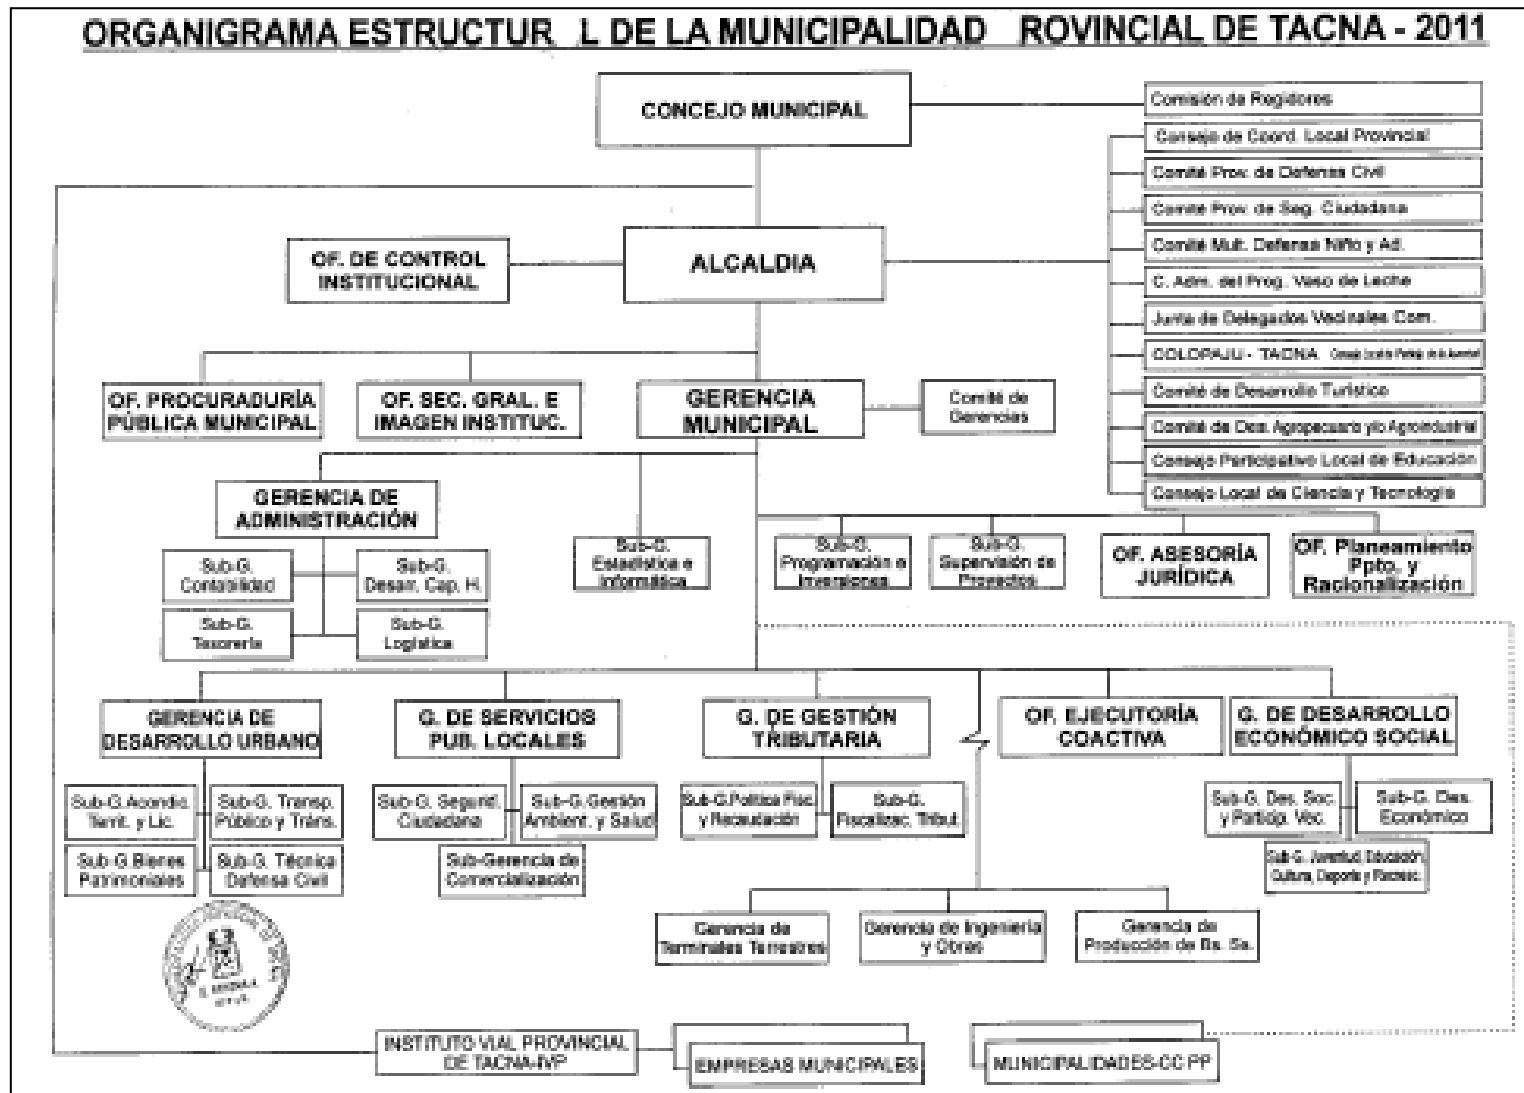 ORGANIGRAMA ESTRUCTUR L DE LA MUNICIPALIDAD ROVINCIAL DE TACNA - 2011
CONCEJO MUNICIPAL
Comisión de Regidores
Consejo de Coord. Local Provincial
Comité Prov. de Defensa Civil
Comité Prov. de Seg. Ciudadana
Comité Mult. Defensa Niño y Ad.
C. Adm. del Prog. Vaso de Leche
Junta de Delegados Vecinales Com.
COLOPAJU - TACNA
Comité de Desarrollo Turístico
Comité de Des. Agropecuario y/o Agroindustrial
Consejo Participativo Local de Educación
Consejo Local de Ciencia y Tecnología
OF. DE CONTROL
INSTITUCIONAL
ALCALDIA
OF. PROCURADURÍA
PÚBLICA MUNICIPAL
OF. SEC. GRAL. E
IMAGEN INSTITUC.
GERENCIA
MUNICIPAL
Comité de
Gerencias
GERENCIA DE
ADMINISTRACIÓN
Sub-G.
Contabilidad
Sub-G.
Desarr. Cap. H.
Sub-G.
Tesorería
Sub-G.
Logística
Sub-G.
Estadística e
Informática
Sub-G.
Programación e
Inversiones
Sub-G.
Supervisión de
Proyectos
OF. ASESORÍA
JURÍDICA
OF. Planeamiento
Ppto. y
Racionalización
GERENCIA DE
DESARROLLO URBANO
G. DE SERVICIOS
PUB. LOCALES
G. DE GESTIÓN
TRIBUTARIA
OF. EJECUTORÍA
COACTIVA
G. DE DESARROLLO
ECONÓMICO SOCIAL
Sub-G. Acondic.
Territ. y Lic.
Sub-G. Transp.
Público y Tráns.
Sub-G. Bienes
Patrimoniales
Sub-G. Técnica
Defensa Civil
Sub-G. Segurid.
Ciudadana
Sub-G. Gestión
Ambient. y Salud
Sub-Gerencia de
Comercialización
Sub-G. Política Fisc.
y Recaudación
Sub-G.
Fiscalizac. Tribut.
Sub-G. Des. Soc.
y Particip. Vec.
Sub-G. Des.
Económico
Sub-G. Juventud, Educación,
Cultura, Deporte y Recreac.
Gerencia de
Terminales Terrestres
Gerencia de Ingeniería
y Obras
Gerencia de
Producción de Bs. Ss.
INSTITUTO VIAL PROVINCIAL
DE TACNA-IVP
EMPRESAS MUNICIPALES
MUNICIPALIDADES-CC PP